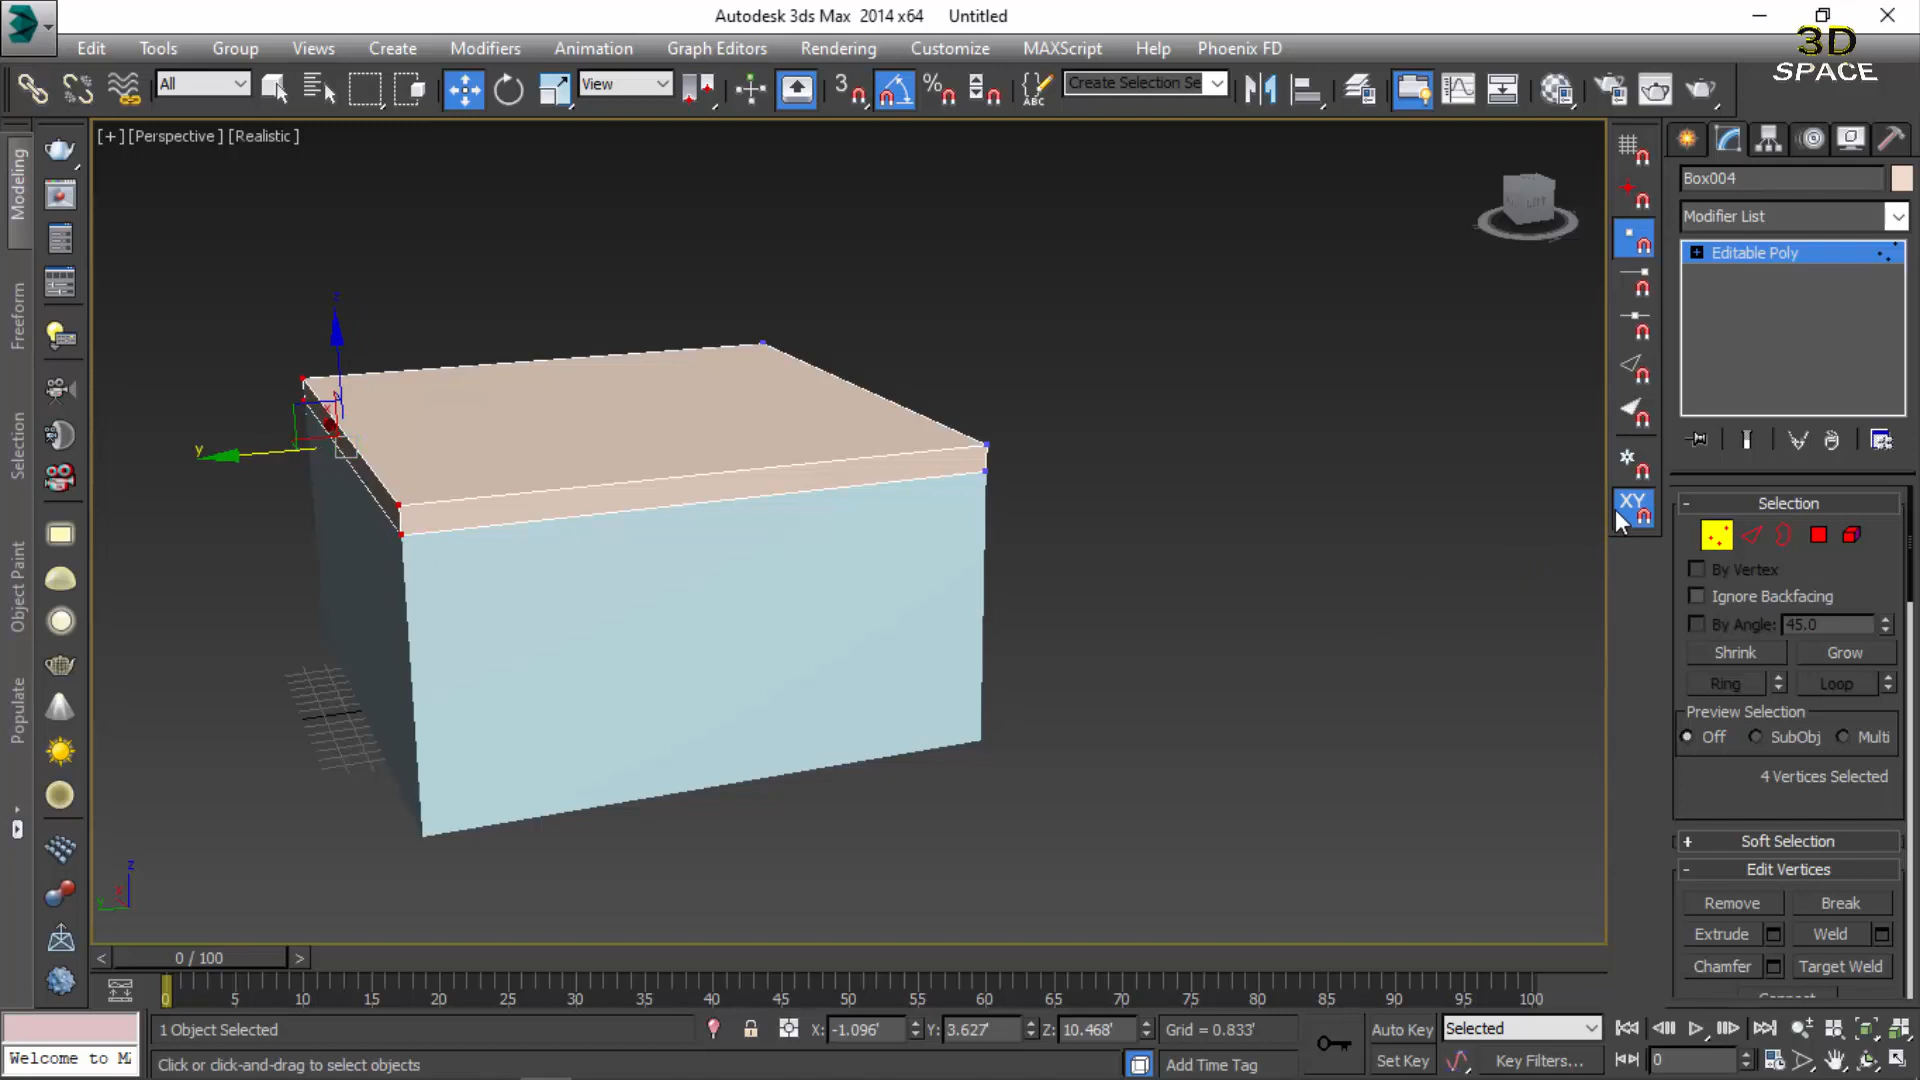 Autodesk 3ds Max 2014 x64 Untitled
3D SPACE
Edit Tools Group Views Create Modifiers Animation Graph Editors Rendering Customize MAXScript Help Phoenix FD
All View 3 % ABC Create Selection Se
[+] [Perspective ] [Realistic ]
Modeling
Freeform
Selection
Object Paint
Populate
z
x
y
z
x
y
XY
Box004
Modifier List
Editable Poly
- Selection
By Vertex
Ignore Backfacing
By Angle: 45.0
Shrink Grow
Ring Loop
Preview Selection
Off SubObj Multi
4 Vertices Selected
+ Soft Selection
- Edit Vertices
Remove Break
Extrude Weld
Chamfer Target Weld
Connect
< 0 / 100 >
0 5 10 15 20 25 30 35 40 45 50 55 60 65 70 75 80 85 90 95 100
1 Object Selected X: -1.096' Y: 3.627' Z: 10.468' Grid = 0.833' Auto Key Selected
Welcome to M Click or click-and-drag to select objects Add Time Tag Set Key Key Filters... 0